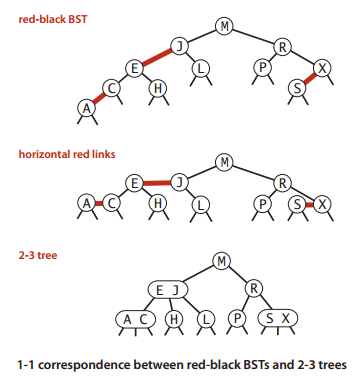 red-black BST
M
J R
E L P X
C H S
A
horizontal red links
M
E J R
A C H L P S X
2-3 tree
M
E J R
A C H L P S X
1-1 correspondence between red-black BSTs and 2-3 trees